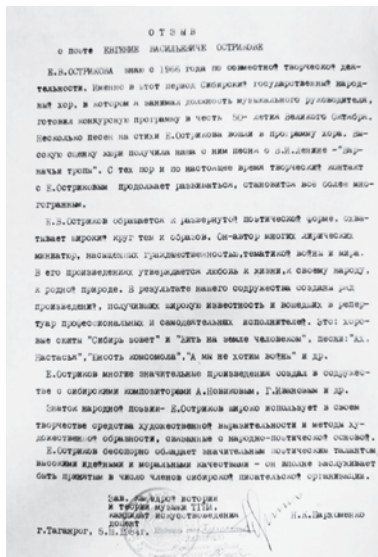 О Т З Ы В
о поэте ЕВГЕНИИ ВАСИЛЬЕВИЧЕ ОСТРИКОВЕ
Е.В.ОСТРИКОВА знаю с 1966 года по совместной творческой дея-
тельности. Именно в этот период Сибирский государственный народ-
ный хор, в котором я занимал должность музыкального руководителя,
готовил конкурсную программу в честь 50-летия Великого Октября.
Несколько песен на стихи Е.Острикова вошли в программу хора. Вы-
сокую оценку жюри получила наша с ним песня о В.И.Ленине -"Вар-
начьи тропы". С тех пор и по настоящее время творческий контакт
с Е.Остриковым продолжает развиваться, становится все более мно-
гогранным.
Е.В.Остриков обращается к развернутой поэтической форме, охва-
тывает широкий круг тем и образов. Он-автор многих лирических
миниатюр, насыщенных гражданственностью, тематикой войны и мира.
В его произведениях утверждается любовь к жизни, к своему народу,
к родной природе. В результате нашего содружества создана ряд
произведений, получивших широкую известность и вошедших в репер-
туар профессиональных и самодеятельных исполнителей. Это: хоро-
вые сюиты "Сибирь зовет" и "Жить на земле человеком", песни: "Ах,
Настасья", "Юность комсомола", "А мы не хотим войны" и др.
Е.Остриков многие значительные произведения создал в содружес-
тве с сибирскими композиторами А.Новиковым, Г.Ивановым и др.
Знаток народной поэзии- Е.Остриков широко использует в своем
творчестве средства художественной выразительности и методы ху-
дожественной образности, связанные с народно-поэтической основой.
Е.Остриков бесспорно обладает значительным поэтическим талантом,
высокими идейными и моральными качествами - он вполне заслуживает
быть принятым в число членов сибирской писательской организации.
Зав. кафедрой истории
и теории музыки ТГПИ,
кандидат искусствоведения
доцент
Н.К.Пархоменко
г.Таганрог,